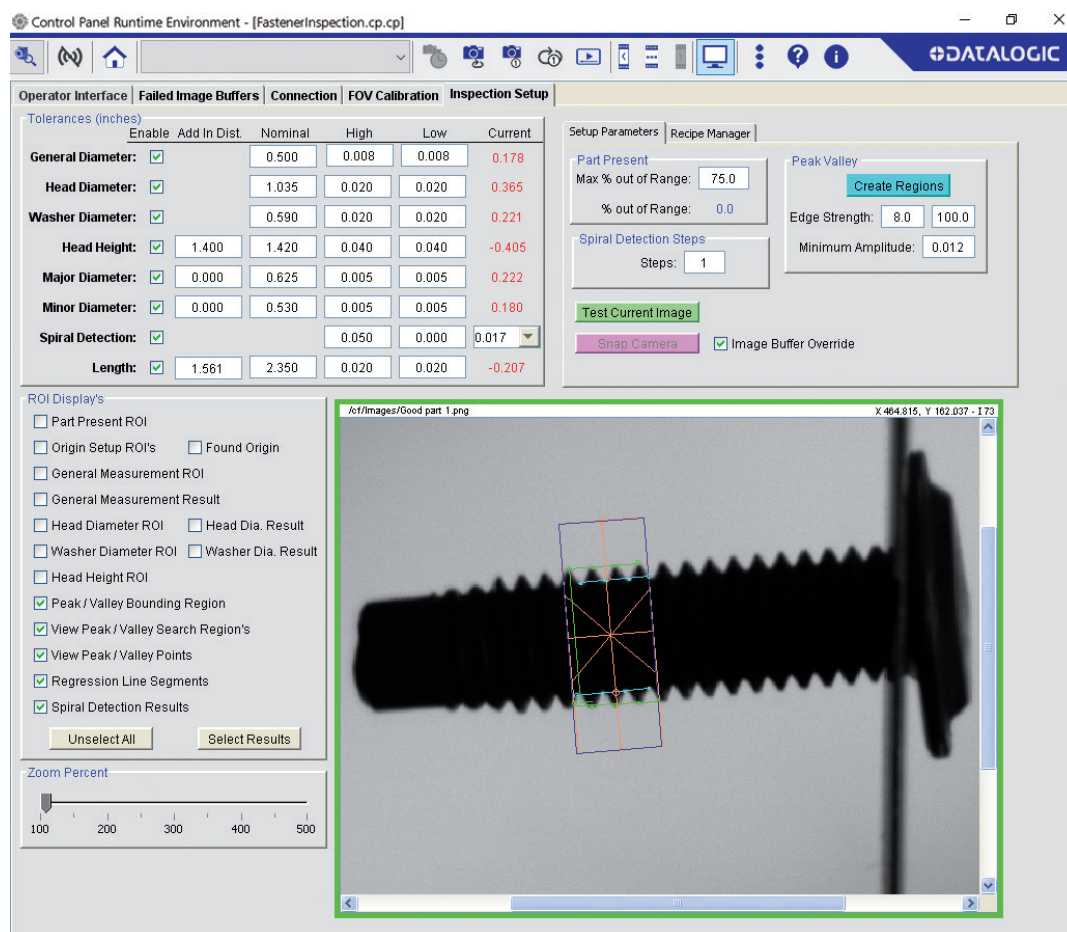 Control Panel Runtime Environment - [FastenerInspection.cp.cp]
DATALOGIC
Operator Interface Failed Image Buffers Connection FOV Calibration Inspection Setup
Tolerances (inches)
Enable Add In Dist. Nominal High Low Current
General Diameter: 0.500 0.008 0.008 0.178
Head Diameter: 1.035 0.020 0.020 0.365
Washer Diameter: 0.590 0.020 0.020 0.221
Head Height: 1.400 1.420 0.040 0.040 -0.405
Major Diameter: 0.000 0.625 0.005 0.005 0.222
Minor Diameter: 0.000 0.530 0.005 0.005 0.180
Spiral Detection: 0.050 0.000 0.017
Length: 1.561 2.350 0.020 0.020 -0.207
Setup Parameters Recipe Manager
Part Present
Max % out of Range: 75.0
% out of Range: 0.0
Spiral Detection Steps
Steps: 1
Peak Valley
Create Regions
Edge Strength: 8.0 100.0
Minimum Amplitude: 0.012
Test Current Image
Snap Camera Image Buffer Override
ROI Display's
Part Present ROI
Origin Setup ROI's Found Origin
General Measurement ROI
General Measurement Result
Head Diameter ROI Head Dia. Result
Washer Diameter ROI Washer Dia. Result
Head Height ROI
Peak / Valley Bounding Region
View Peak / Valley Search Region's
View Peak / Valley Points
Regression Line Segments
Spiral Detection Results
Unselect All Select Results
Zoom Percent
100 200 300 400 500
/cf/Images/Good part 1.png X 464.815, Y 162.037 - I 73